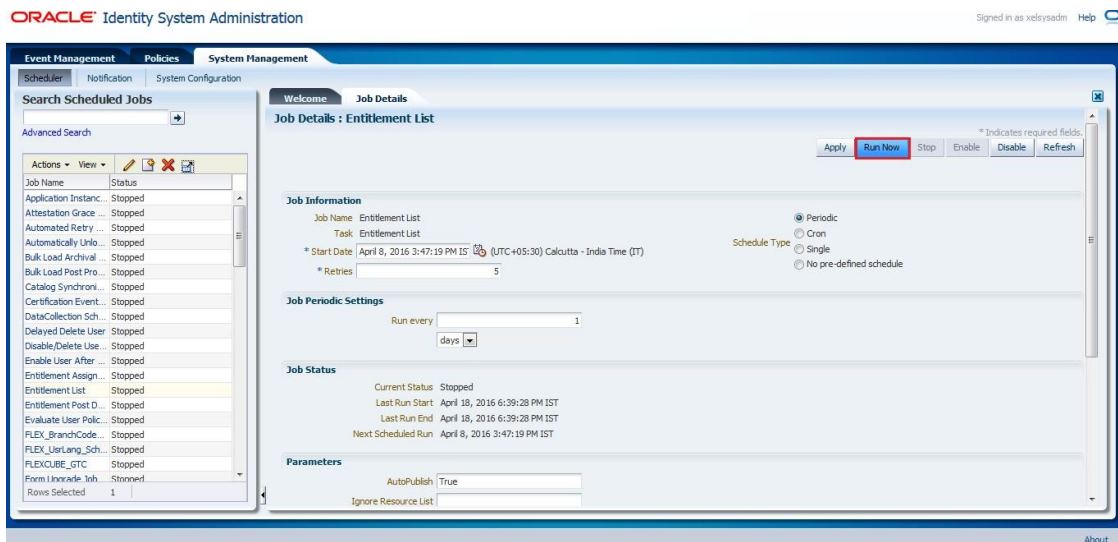 ORACLE Identity System Administration
Signed in as xelsysadm Help
Event Management Policies System Management
Scheduler Notification System Configuration
Search Scheduled Jobs
Advanced Search
Actions View
Job Name Status
Application Instanc... Stopped
Attestation Grace ... Stopped
Automated Retry ... Stopped
Automatically Unlo... Stopped
Bulk Load Archival ... Stopped
Bulk Load Post Pro... Stopped
Catalog Synchroni... Stopped
Certification Event... Stopped
DataCollection Sch... Stopped
Delayed Delete User Stopped
Disable/Delete Use... Stopped
Enable User After ... Stopped
Entitlement Assign... Stopped
Entitlement List Stopped
Entitlement Post D... Stopped
Evaluate User Polic... Stopped
FLEX_BranchCode... Stopped
FLEX_UsrLang_Sch... Stopped
FLEXCUBE_GTC Stopped
Form Upgrade Job Stopped
Rows Selected 1
Welcome Job Details
Job Details : Entitlement List
* Indicates required fields.
Apply Run Now Stop Enable Disable Refresh
Job Information
Job Name Entitlement List
Task Entitlement List
* Start Date April 8, 2016 3:47:19 PM IS (UTC+05:30) Calcutta - India Time (IT)
* Retries 5
Schedule Type
Periodic
Cron
Single
No pre-defined schedule
Job Periodic Settings
Run every 1
days
Job Status
Current Status Stopped
Last Run Start April 18, 2016 6:39:28 PM IST
Last Run End April 18, 2016 6:39:28 PM IST
Next Scheduled Run April 8, 2016 3:47:19 PM IST
Parameters
AutoPublish True
Ignore Resource List
About